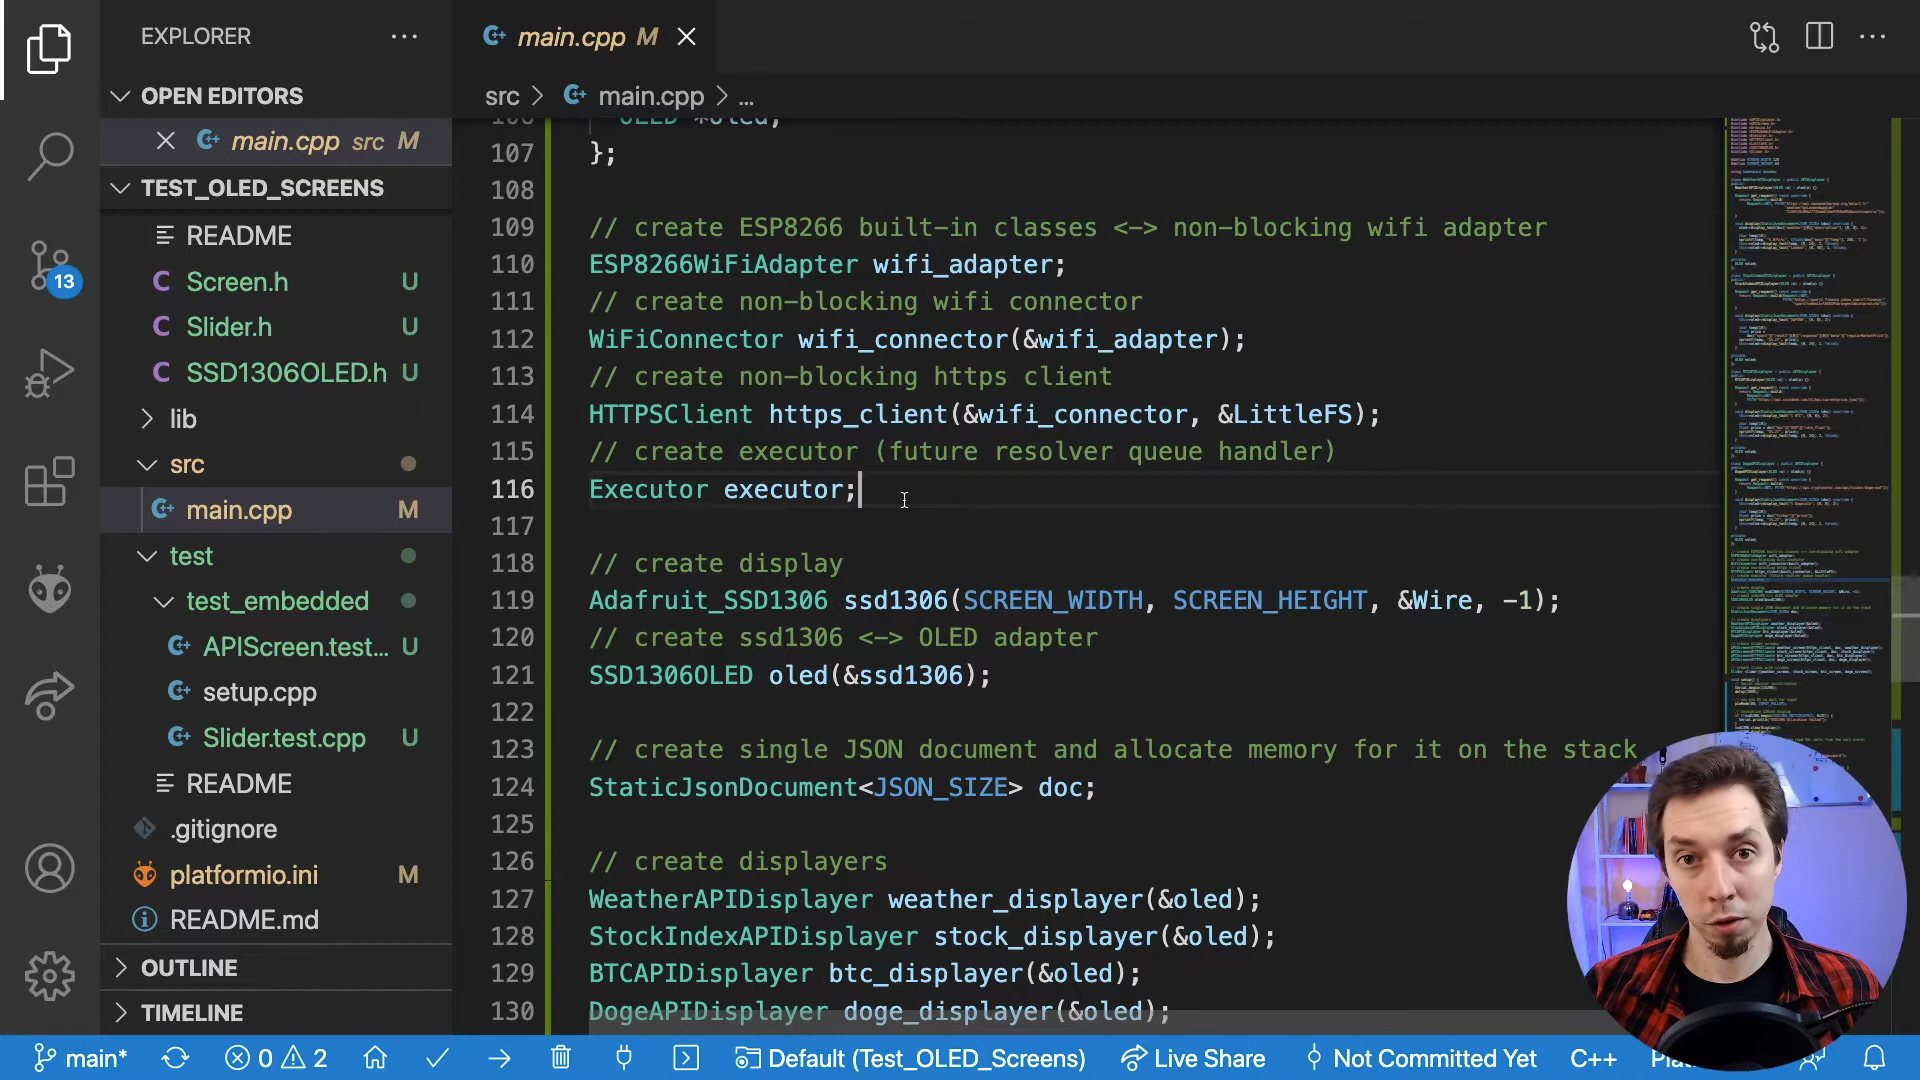 EXPLORER
OPEN EDITORS
main.cpp src M
TEST_OLED_SCREENS
README
Screen.h U
Slider.h U
SSD1306OLED.h U
lib
src
main.cpp M
test
test_embedded
APIScreen.test... U
setup.cpp
Slider.test.cpp U
README
.gitignore
platformio.ini M
README.md
OUTLINE
TIMELINE
13
main.cpp M
src > main.cpp > ...
106 OLED *oled;
107 };
108
109 // create ESP8266 built-in classes <-> non-blocking wifi adapter
110 ESP8266WiFiAdapter wifi_adapter;
111 // create non-blocking wifi connector
112 WiFiConnector wifi_connector(&wifi_adapter);
113 // create non-blocking https client
114 HTTPSClient https_client(&wifi_connector, &LittleFS);
115 // create executor (future resolver queue handler)
116 Executor executor;
117
118 // create display
119 Adafruit_SSD1306 ssd1306(SCREEN_WIDTH, SCREEN_HEIGHT, &Wire, -1);
120 // create ssd1306 <-> OLED adapter
121 SSD1306OLED oled(&ssd1306);
122
123 // create single JSON document and allocate memory for it on the stack
124 StaticJsonDocument<JSON_SIZE> doc;
125
126 // create displayers
127 WeatherAPIDisplayer weather_displayer(&oled);
128 StockIndexAPIDisplayer stock_displayer(&oled);
129 BTCAPIDisplayer btc_displayer(&oled);
130 DogeAPIDisplayer doge_displayer(&oled);
main* 0 2 Default (Test_OLED_Screens) Live Share Not Committed Yet C++